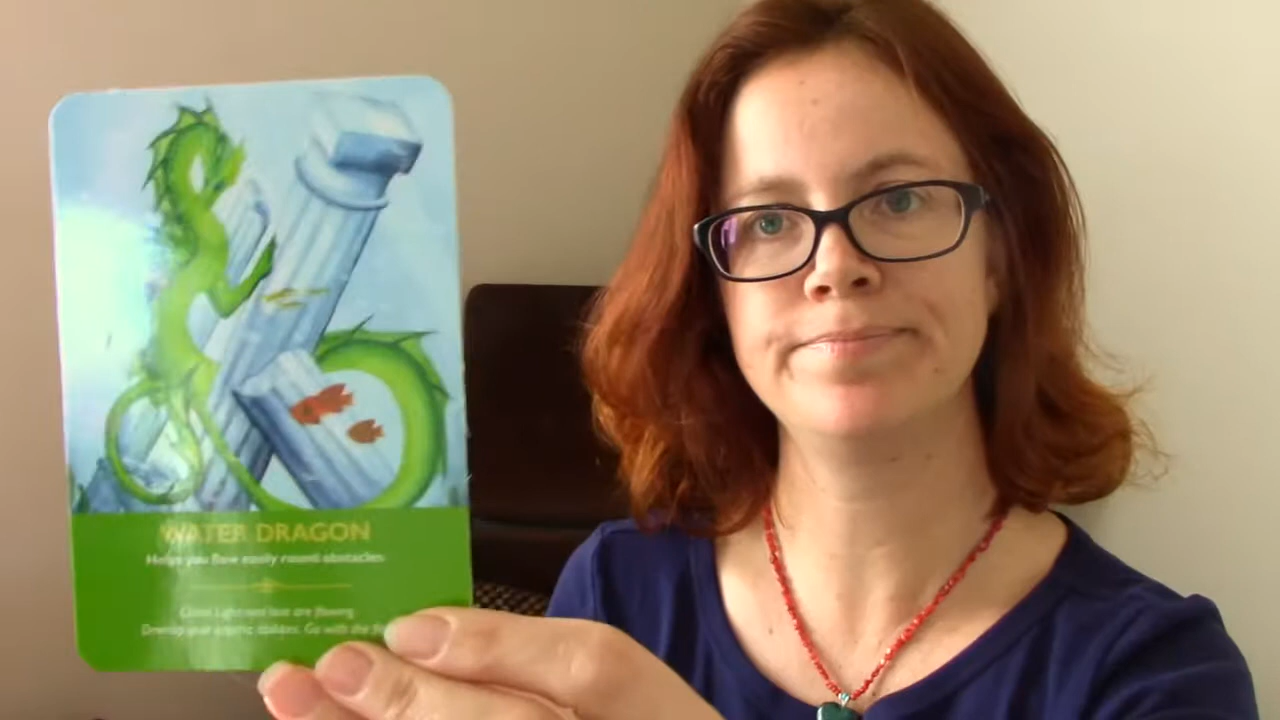 WATER DRAGON
Helps you flow easily round obstacles
Christ Light and love are flowing.
Develop your psychic abilities. Go with the